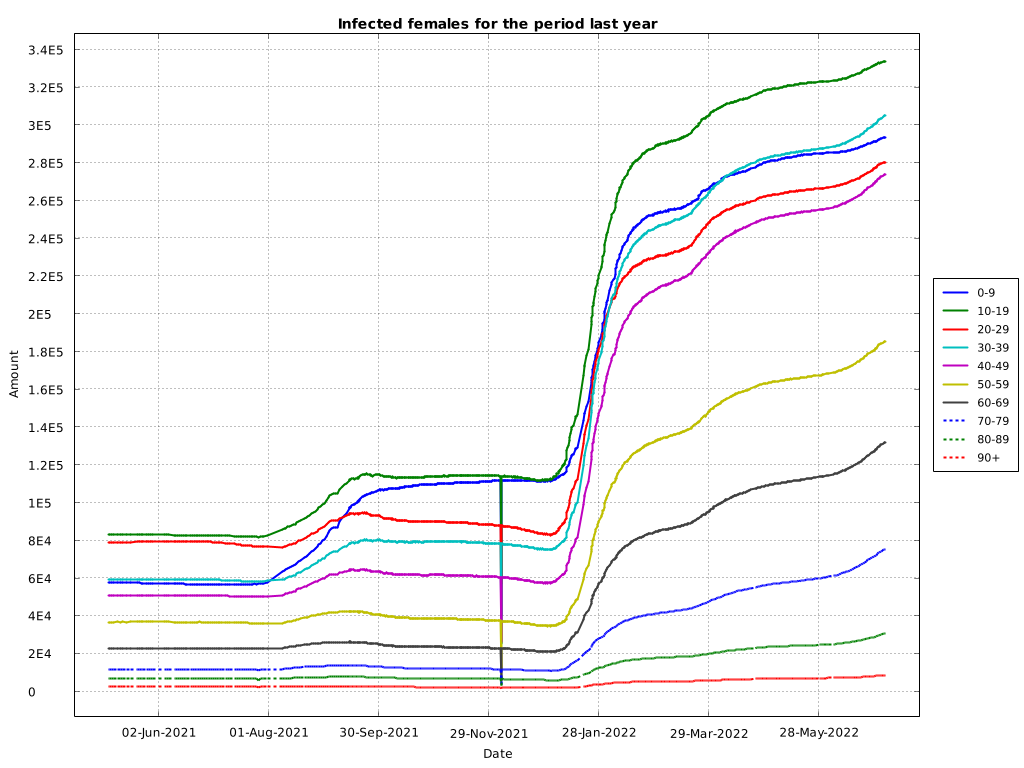 Infected females for the period last year
3.4E5
3.2E5
3E5
2.8E5
2.6E5
2.4E5
2.2E5
2E5
1.8E5
1.6E5
1.4E5
1.2E5
1E5
8E4
6E4
4E4
2E4
0
Amount
02-Jun-2021
01-Aug-2021
30-Sep-2021
29-Nov-2021
28-Jan-2022
29-Mar-2022
28-May-2022
Date
0-9
10-19
20-29
30-39
40-49
50-59
60-69
70-79
80-89
90+